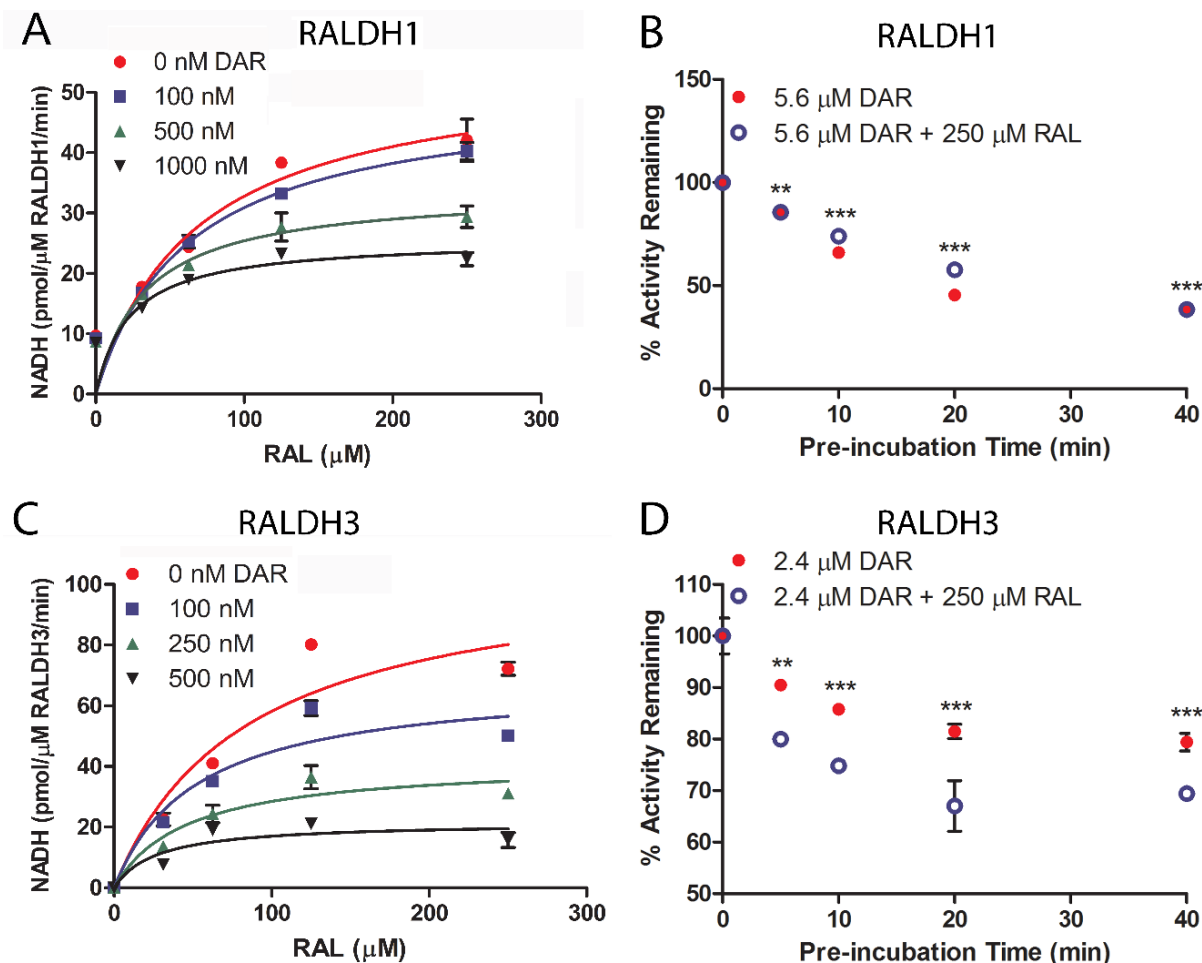 A
RALDH1
0 nM DAR
100 nM
500 nM
1000 nM
NADH (pmol/μM RALDH1/min)
50
40
30
20
10
0
0
100
200
300
RAL (μM)
B
RALDH1
5.6 μM DAR
5.6 μM DAR + 250 μM RAL
% Activity Remaining
150
100
50
0
**
***
***
***
0
10
20
30
40
Pre-incubation Time (min)
C
RALDH3
0 nM DAR
100 nM
250 nM
500 nM
NADH (pmol/μM RALDH3/min)
100
80
60
40
20
0
0
100
200
300
RAL (μM)
D
RALDH3
2.4 μM DAR
2.4 μM DAR + 250 μM RAL
% Activity Remaining
110
100
90
80
70
60
50
**
***
***
***
0
10
20
30
40
Pre-incubation Time (min)